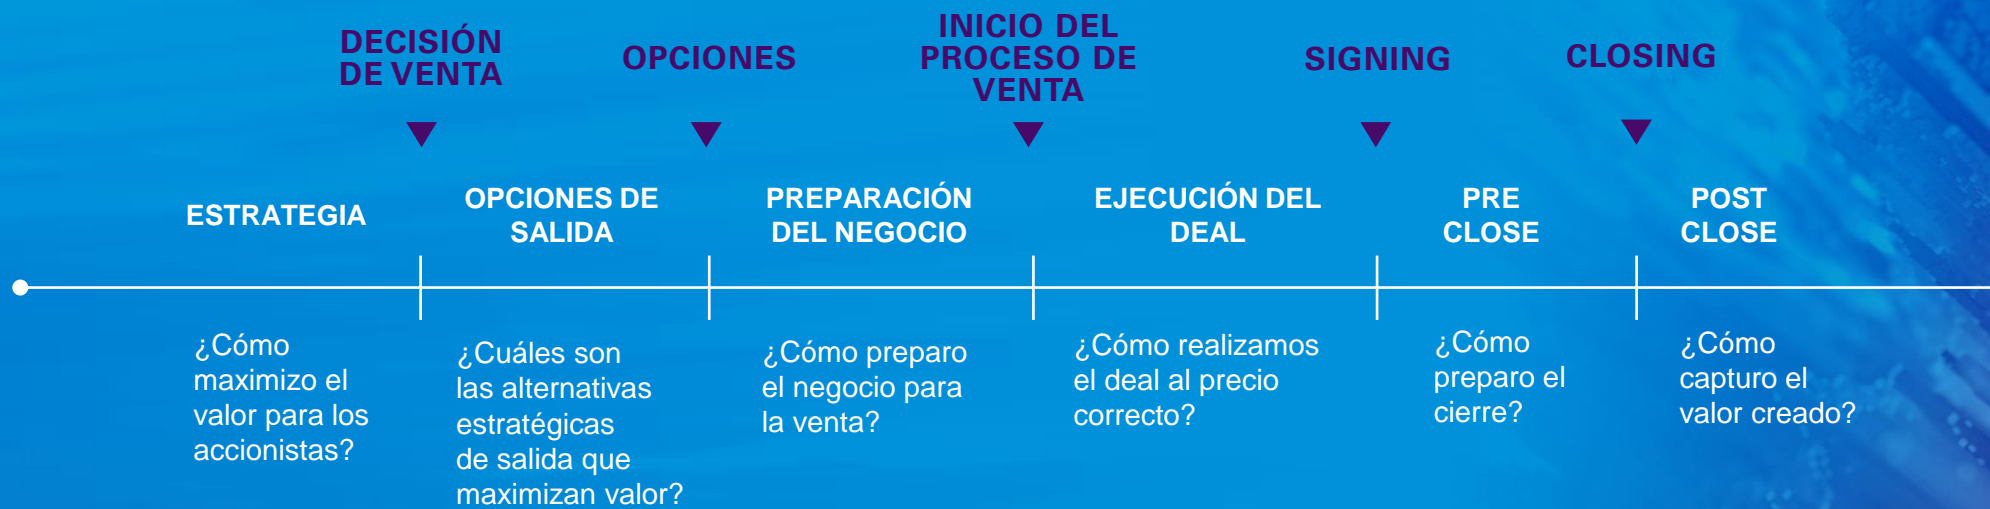 DECISIÓN
DE VENTA
OPCIONES
INICIO DEL
PROCESO DE
VENTA
SIGNING
CLOSING
ESTRATEGIA
OPCIONES DE
SALIDA
PREPARACIÓN
DEL NEGOCIO
EJECUCIÓN DEL
DEAL
PRE
CLOSE
POST
CLOSE
¿Cómo
maximizo el
valor para los
accionistas?
¿Cuáles son
las alternativas
estratégicas
de salida que
maximizan valor?
¿Cómo preparo
el negocio para
la venta?
¿Cómo realizamos
el deal al precio
correcto?
¿Cómo
preparo el
cierre?
¿Cómo
capturo el
valor creado?